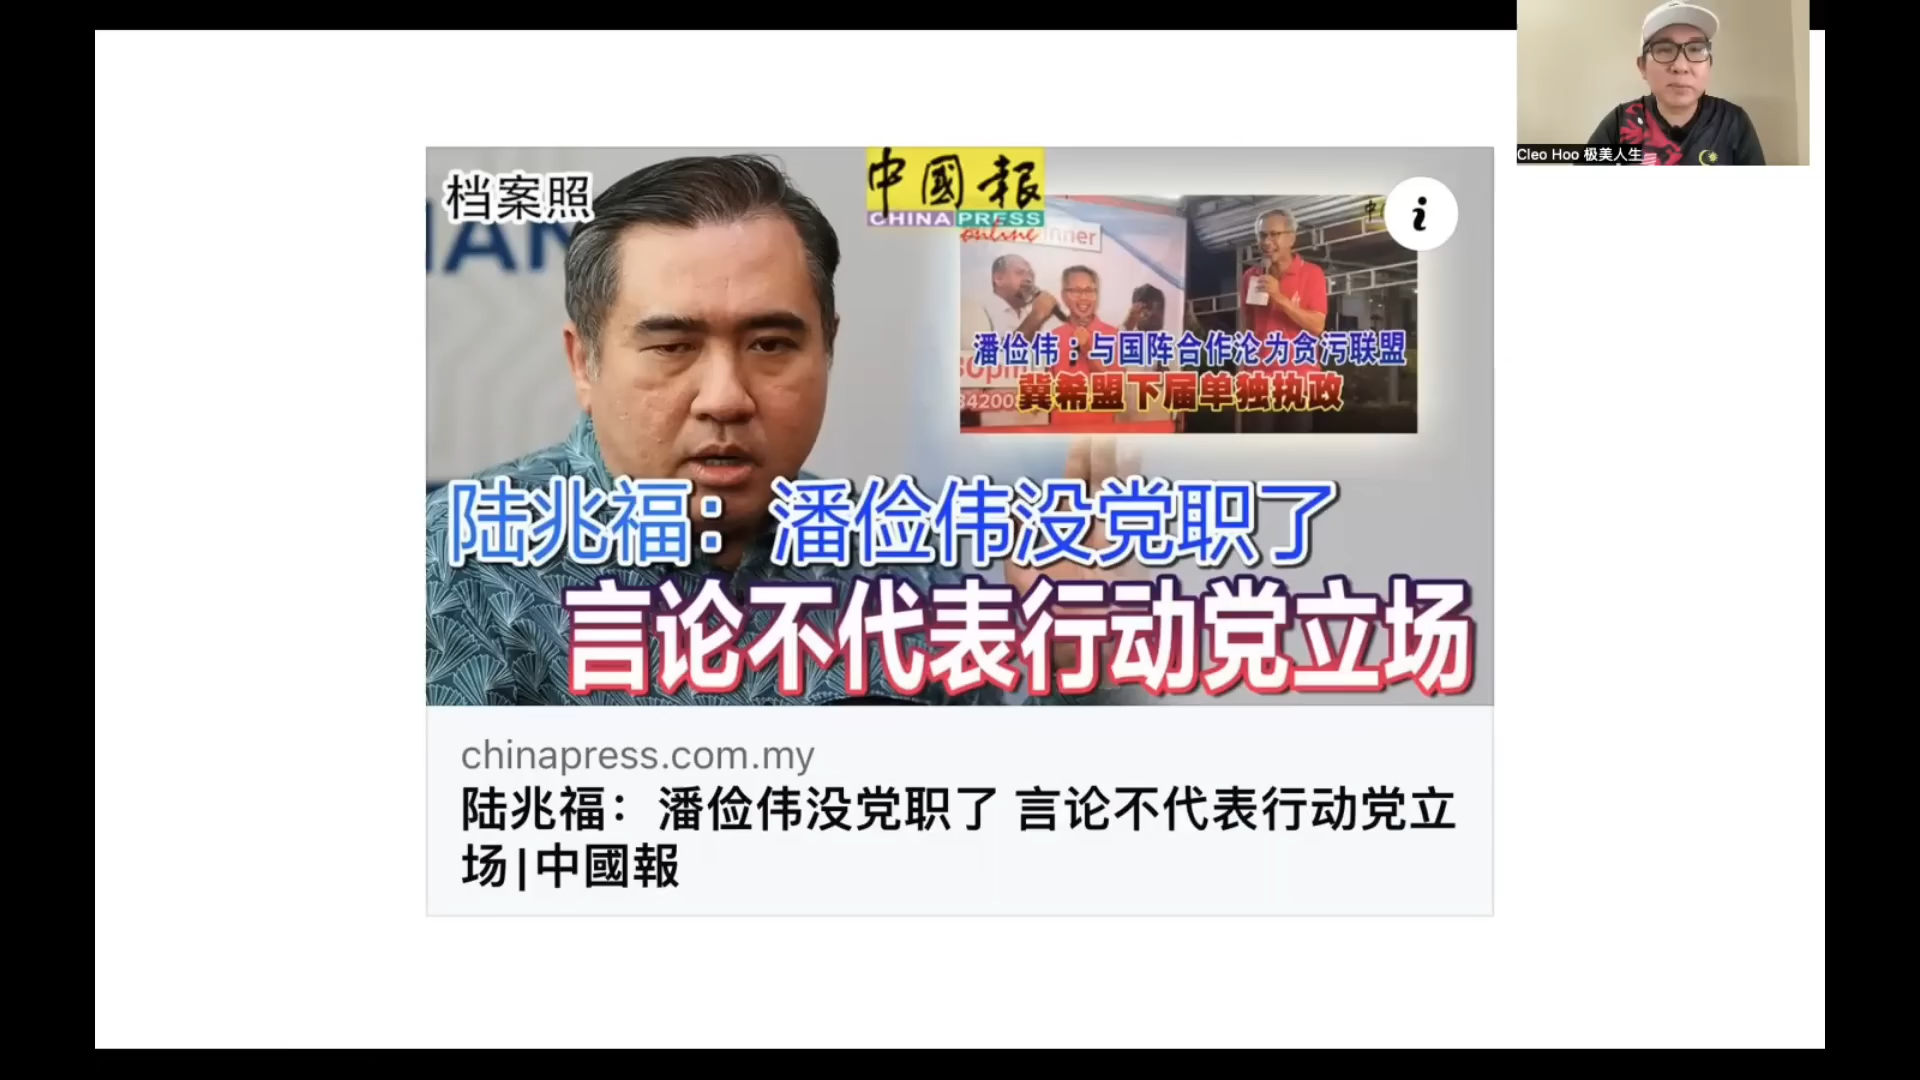 Cleo Hoo 极美人生
档案照
IAN
中國報
CHINA PRESS
online
inner
潘俭伟：与国阵合作沦为贪污联盟
冀希盟下届单独执政
陆兆福：潘俭伟没党职了
言论不代表行动党立场
chinapress.com.my
陆兆福：潘俭伟没党职了 言论不代表行动党立
场|中國報